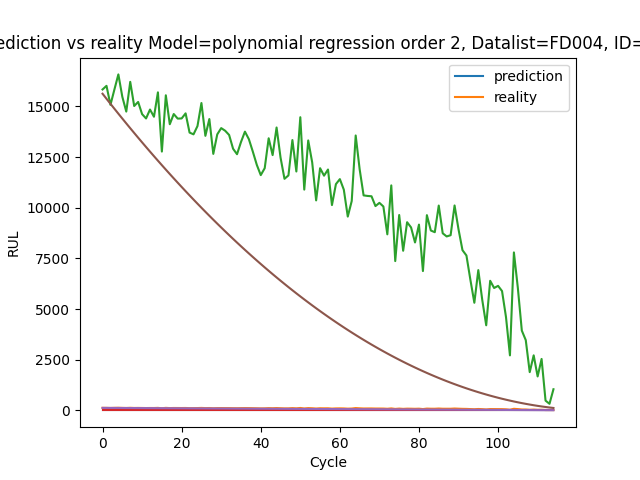 ediction vs reality Model=polynomial regression order 2, Datalist=FD004, ID=
prediction
reality
15000
12500
10000
7500
5000
2500
0
RUL
0 20 40 60 80 100
Cycle